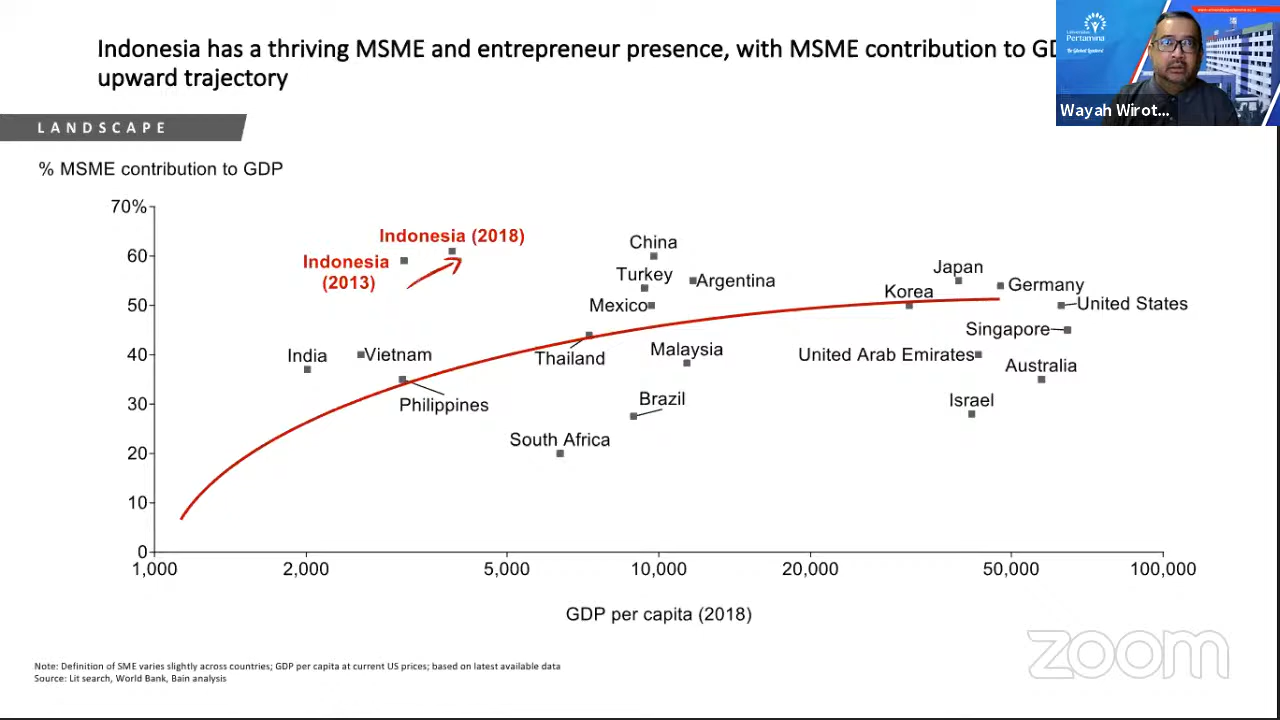 Indonesia has a thriving MSME and entrepreneur presence, with MSME contribution to
upward trajectory
Universitas
Pertamina
Wayah Wirot...
LANDSCAPE
% MSME contribution to GDP
70%
60
50
40
30
20
10
0
Indonesia (2018)
Indonesia
(2013)
China
Turkey
Argentina
Mexico
Japan
Germany
Korea
United States
Singapore
India
Vietnam
Thailand
Malaysia
United Arab Emirates
Australia
Philippines
Brazil
Israel
South Africa
1,000
2,000
5,000
10,000
20,000
50,000
100,000
GDP per capita (2018)
Note: Definition of SME varies slightly across countries; GDP per capita at current US prices; based on latest available data
Source: Lit search, World Bank, Bain analysis
zoom